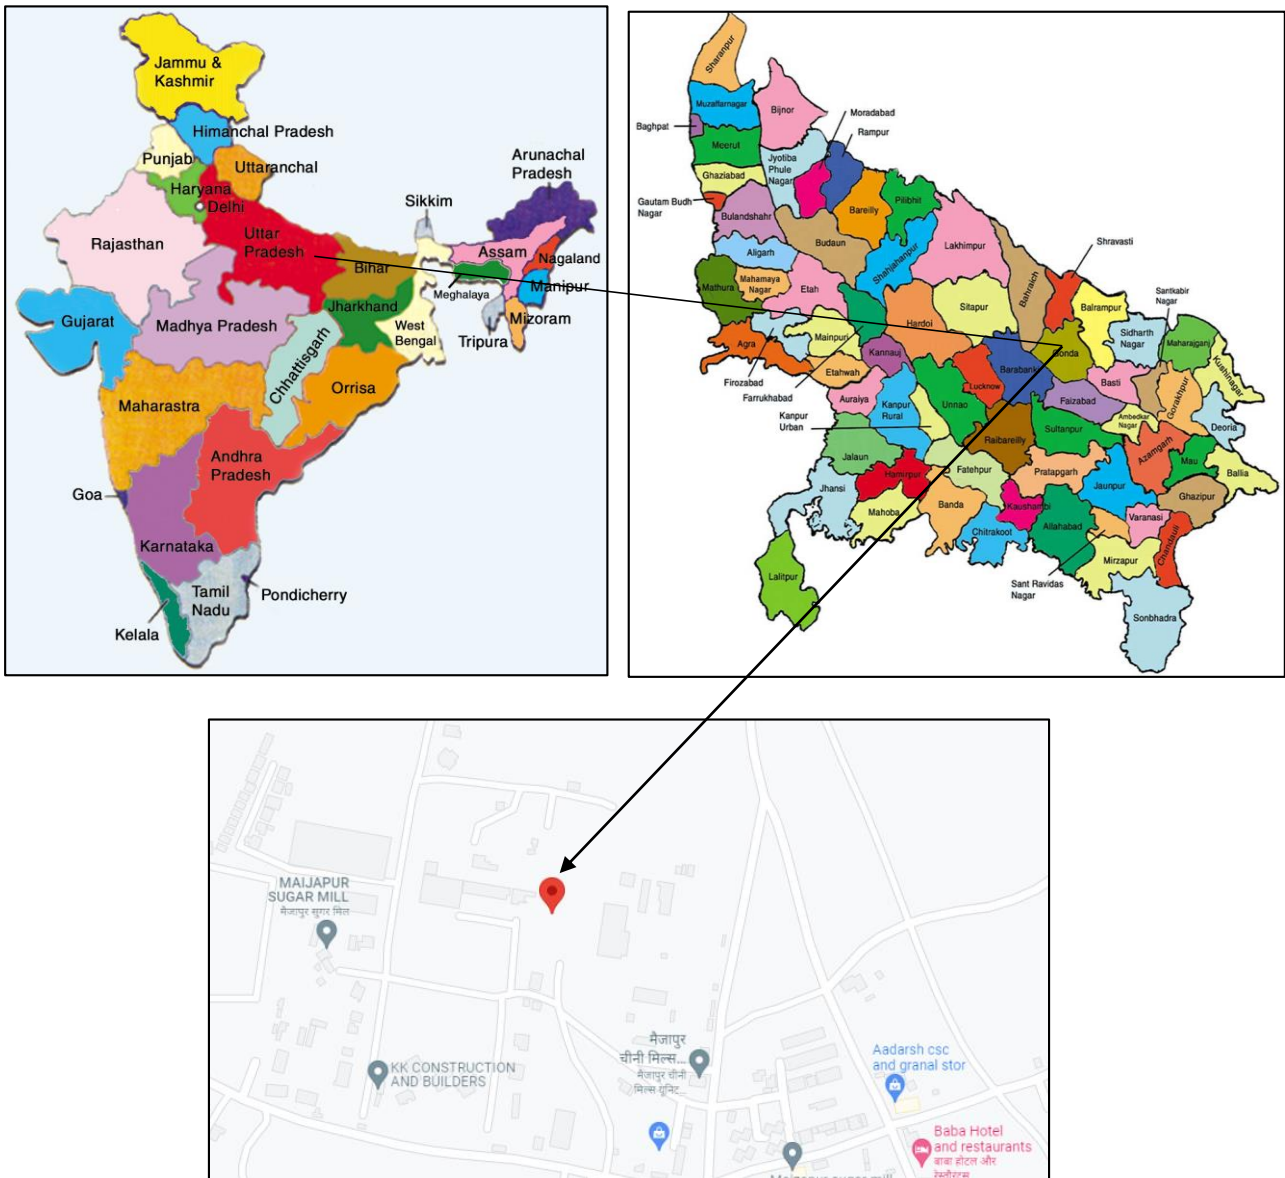 Jammu &
Kashmir
Himanchal Pradesh
Punjab
Uttaranchal
Haryana
Delhi
Arunachal
Pradesh
Sikkim
Rajasthan
Uttar
Pradesh
Bihar
Assam
Nagaland
Meghalaya
Manipur
Gujarat
Madhya Pradesh
Jharkhand
West
Bengal
Tripura
Mizoram
Chhattisgarh
Orrisa
Maharastra
Andhra
Pradesh
Goa
Karnataka
Tamil
Nadu
Pondicherry
Kelala
Sharanpur
Muzaffarnagar
Bijnor
Moradabad
Baghpat
Rampur
Meerut
Jyotiba
Phule
Nagar
Ghaziabad
Gautam Budh
Nagar
Bulandshahr
Bareilly
Pilibhit
Budaun
Lakhimpur
Shravasti
Aligarh
Shahjahanpur
Mathura
Mahamaya
Nagar
Etah
Bahraich
Santkabir
Nagar
Sitapur
Balrampur
Hardoi
Sidharth
Nagar
Maharajganj
Agra
Mainpuri
Kannauj
Gonda
Kushinagar
Firozabad
Etahwah
Lucknow
Barabanki
Basti
Gorakhpur
Farrukhabad
Auraiya
Kanpur
Rural
Unnao
Faizabad
Ambedkar
Nagar
Deoria
Kanpur
Urban
Raibareilly
Sultanpur
Azamgarh
Mau
Ballia
Jalaun
Hamirpur
Fatehpur
Pratapgarh
Jaunpur
Ghazipur
Jhansi
Mahoba
Banda
Kaushambi
Allahabad
Varanasi
Chitrakoot
Chandauli
Mirzapur
Lalitpur
Sant Ravidas
Nagar
Sonbhadra
MAIJAPUR
SUGAR MILL
मैजापुर सुगर मिल
KK CONSTRUCTION
AND BUILDERS
मैजापुर
चीनी मिल्स...
मैजापुर चीनी
मिल्स यूनिट...
Aadarsh csc
and granal stor
Baba Hotel
and restaurants
बाबा होटल और
रेस्तौरंटस